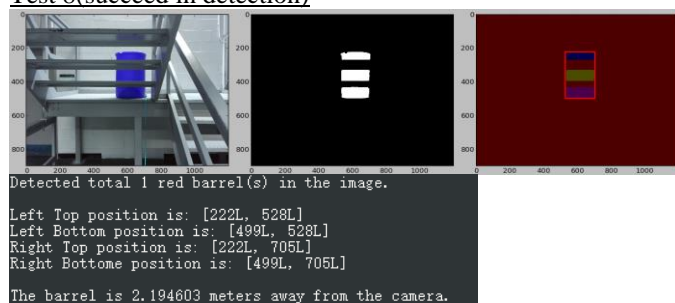 Test 8(succeed in detection)
0
200
400
600
800
0 200 400 600 800 1000
0
200
400
600
800
0 200 400 600 800 1000
0
200
400
600
800
0 200 400 600 800 1000
Detected total 1 red barrel(s) in the image.
Left Top position is: [222L, 528L]
Left Bottom position is: [499L, 528L]
Right Top position is: [222L, 705L]
Right Bottome position is: [499L, 705L]
The barrel is 2.194603 meters away from the camera.